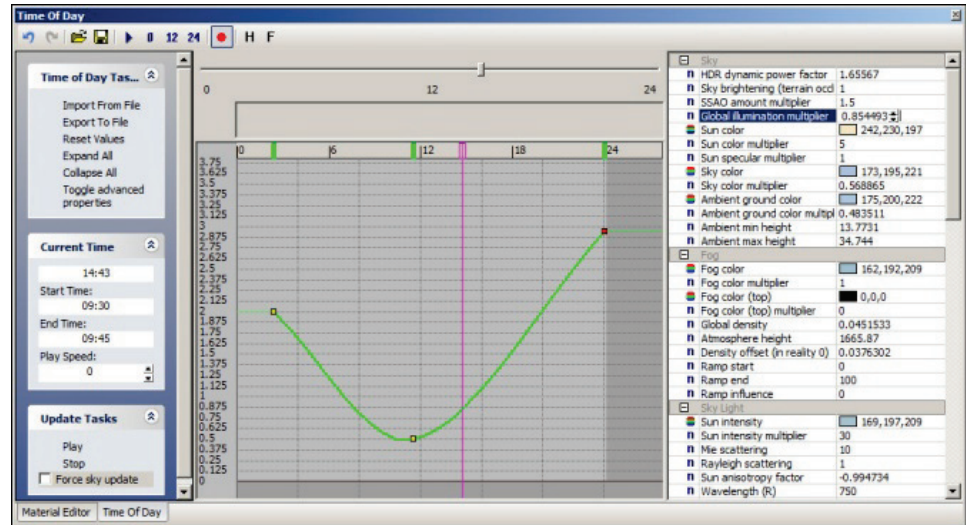 Time Of Day
0 12 24 H F
Time of Day Tas...
Import From File
Export To File
Reset Values
Expand All
Collapse All
Toggle advanced
properties
Current Time
14:43
Start Time:
09:30
End Time:
09:45
Play Speed:
0
Update Tasks
Play
Stop
Force sky update
0 12 24
0 6 12 18 24
3.75
3.625
3.5
3.375
3.25
3.125
3
2.875
2.75
2.625
2.5
2.375
2.25
2.125
2
1.875
1.75
1.625
1.5
1.375
1.25
1.125
1
0.875
0.75
0.625
0.5
0.375
0.25
0.125
0
Sky
n HDR dynamic power factor 1.65567
n Sky brightening (terrain occl 1
n SSAO amount multiplier 1.5
n Global illumination multiplier 0.854493
Sun color 242,230,197
n Sun color multiplier 5
n Sun specular multiplier 1
Sky color 173,195,221
n Sky color multiplier 0.568865
Ambient ground color 175,200,222
n Ambient ground color multipl 0.483511
n Ambient min height 13.7731
n Ambient max height 34.744
Fog
Fog color 162,192,209
n Fog color multiplier 1
Fog color (top) 0,0,0
n Fog color (top) multiplier 0
n Global density 0.0451533
n Atmosphere height 1665.87
n Density offset (in reality 0) 0.0376302
n Ramp start 0
n Ramp end 100
n Ramp influence 0
Sky Light
Sun intensity 169,197,209
n Sun intensity multiplier 30
n Mie scattering 10
n Rayleigh scattering 1
n Sun anisotropy factor -0.994734
n Wavelength (R) 750
Material Editor Time Of Day